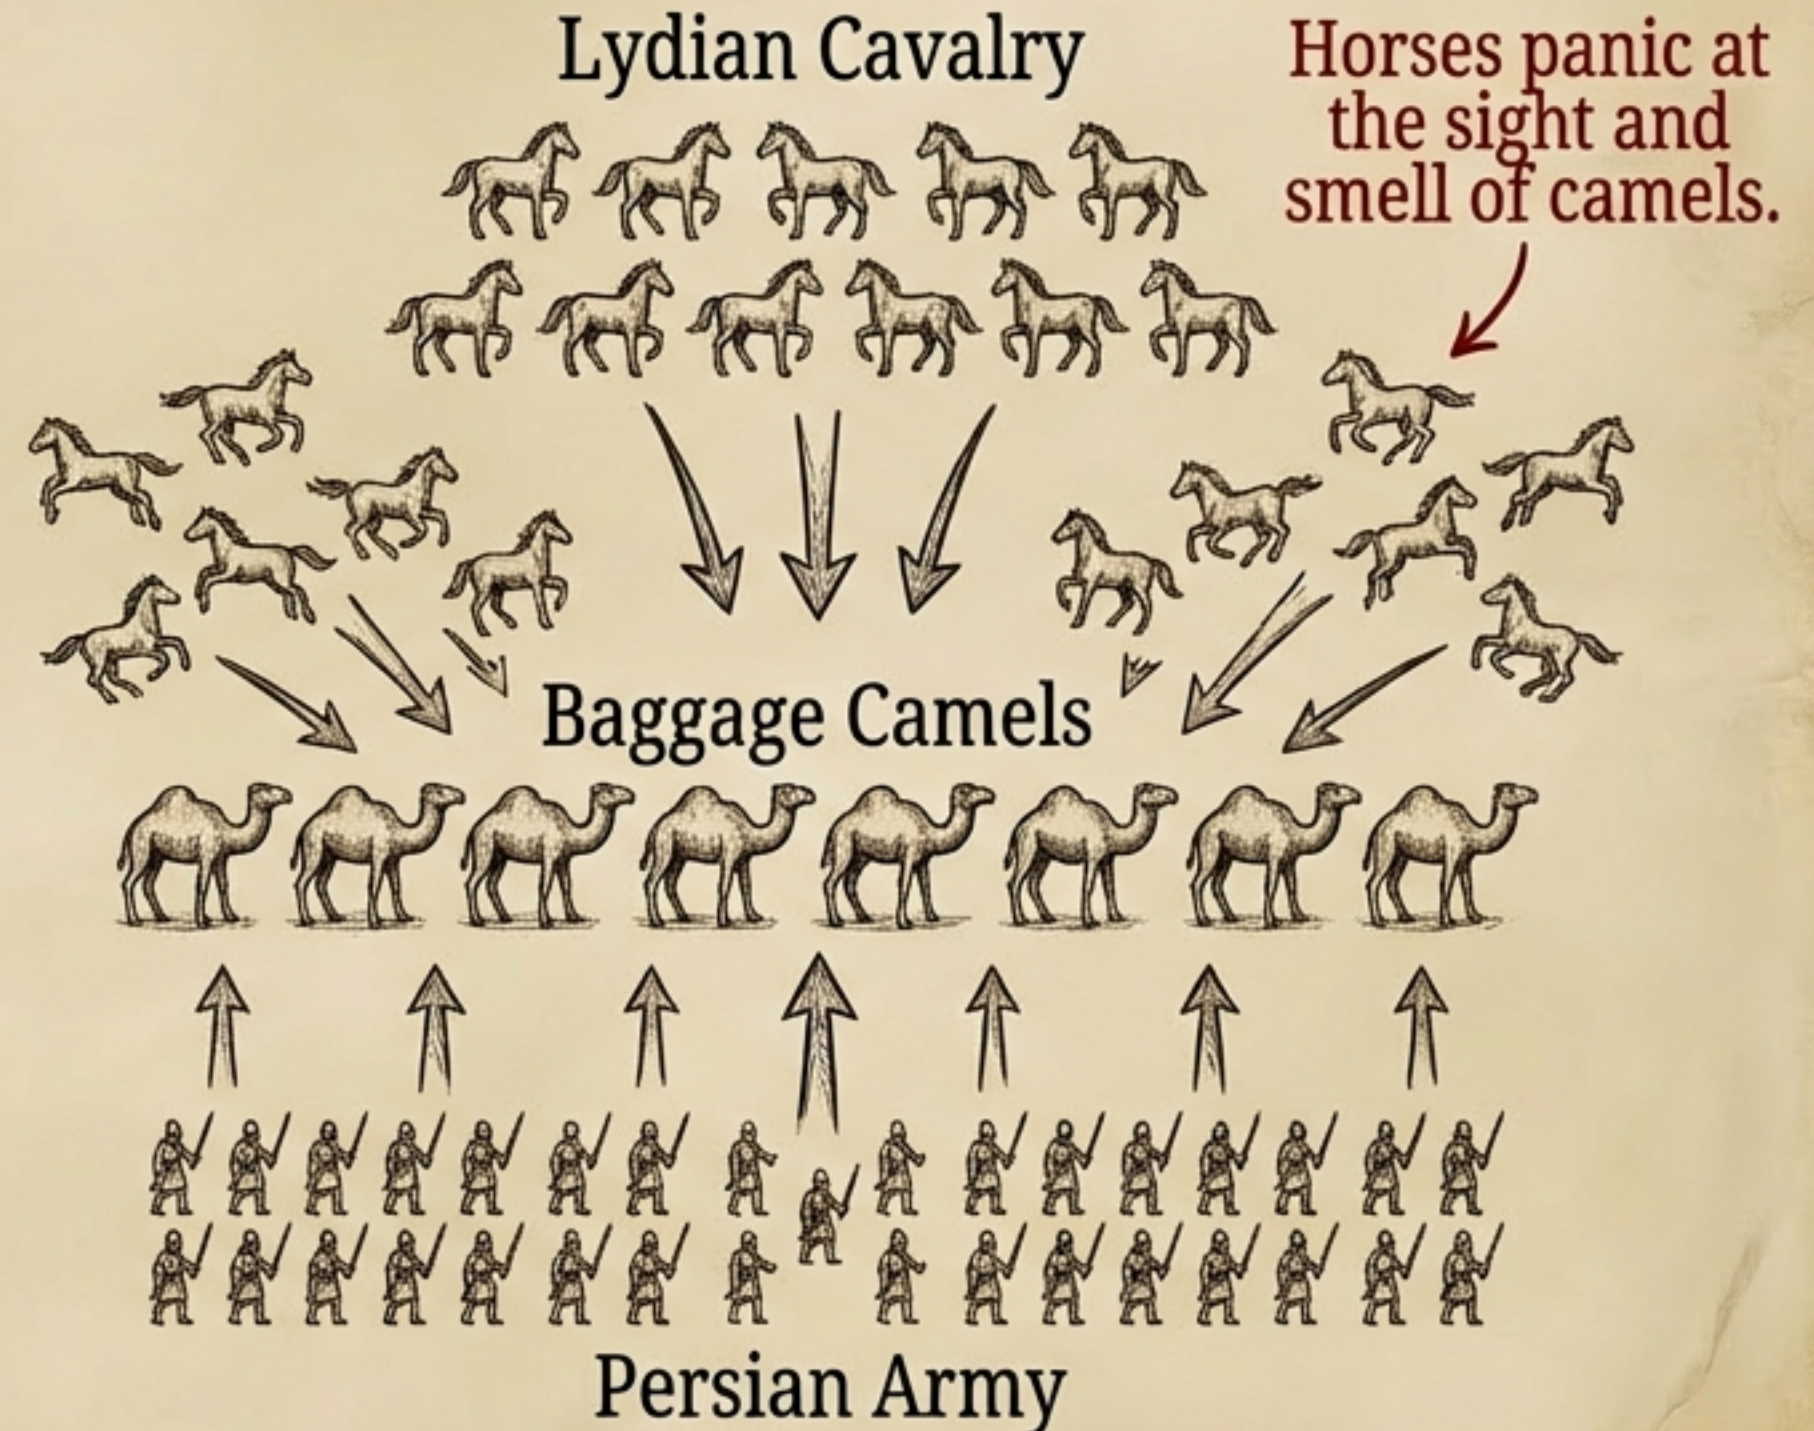 Lydian Cavalry
Horses panic at
the sight and
smell of camels.
Baggage Camels
Persian Army